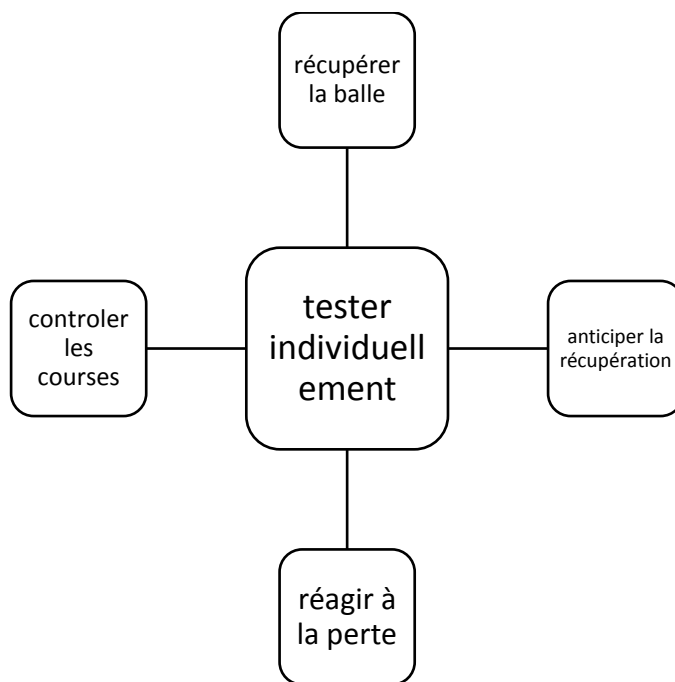 récupérer
la balle
controler
les
courses
tester
individuell
ement
anticiper la
récupération
réagir à
la perte